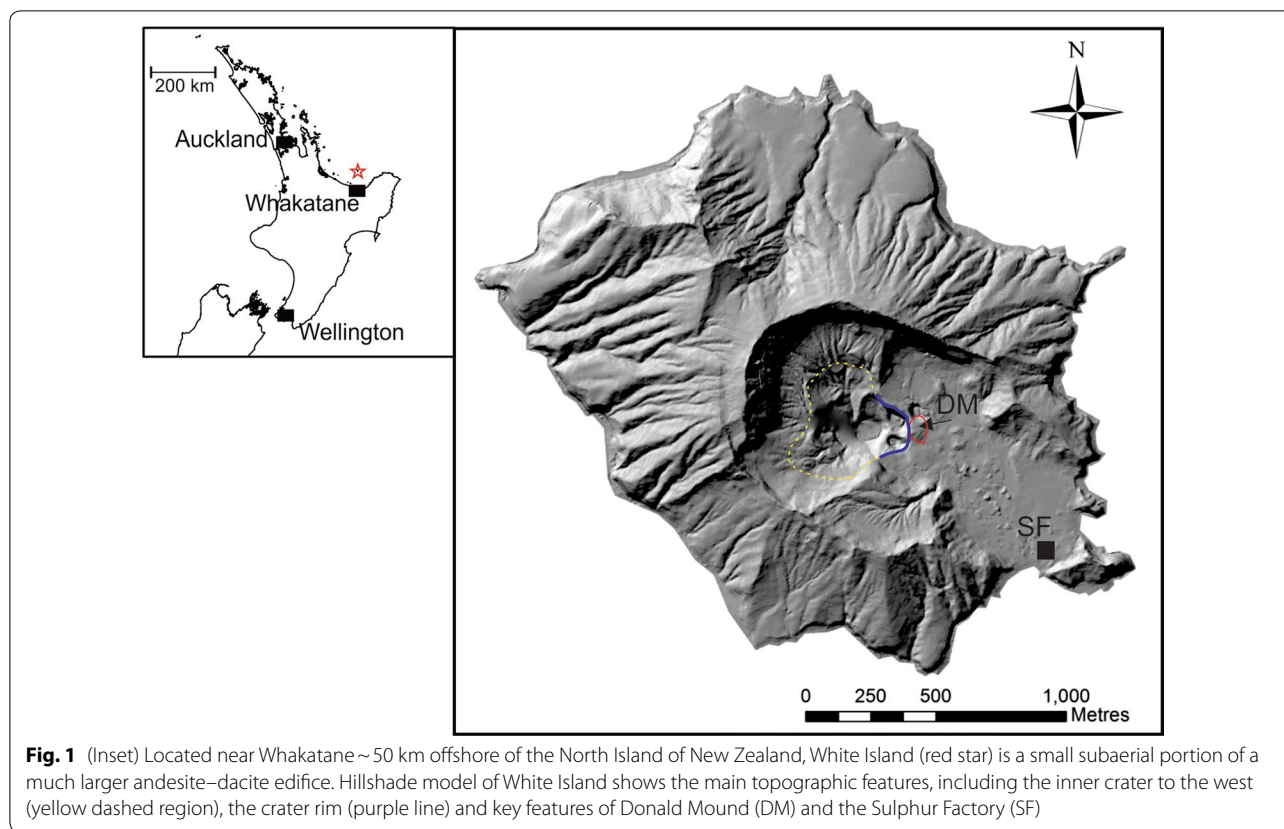 200 km
Auckland
Whakatane
Wellington
N
DM
SF
0 250 500 1,000
Metres
Fig. 1 (Inset) Located near Whakatane ~ 50 km offshore of the North Island of New Zealand, White Island (red star) is a small subaerial portion of a
much larger andesite–dacite edifice. Hillshade model of White Island shows the main topographic features, including the inner crater to the west
(yellow dashed region), the crater rim (purple line) and key features of Donald Mound (DM) and the Sulphur Factory (SF)